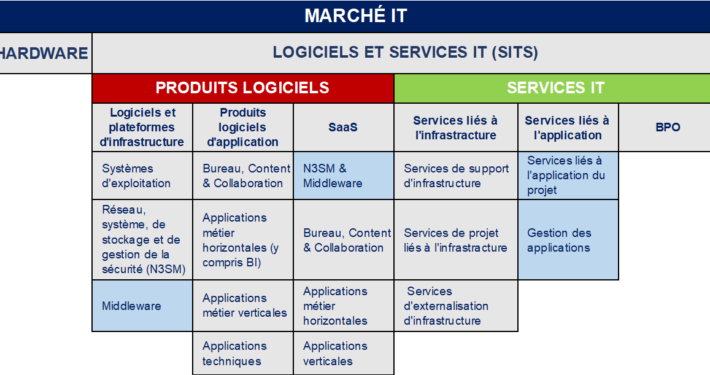 MARCHÉ IT
HARDWARE
LOGICIELS ET SERVICES IT (SITS)
PRODUITS LOGICIELS
SERVICES IT
Logiciels et
plateformes
d'infrastructure
Produits
logiciels
d'application
SaaS
Services liés à
l'infrastracture
Services liés à
l'application
BPO
Systèmes
d'exploitation
Bureau, Content
& Collaboration
N3SM &
Middleware
Services de support
d'infrastructure
Services liés à
l'application du
projet
Réseau,
système, de
stockage et de
gestion de la
sécurité (N3SM)
Applications
métier
horizontales (y
compris BI)
Bureau, Content
& Collaboration
Services de projet
liés à l'infrastructure
Gestion des
applications
Middleware
Applications
métier verticales
Applications
métier
horizontales
Services
d'externalisation
d'infrastructure
Applications
techniques
Applications
verticales